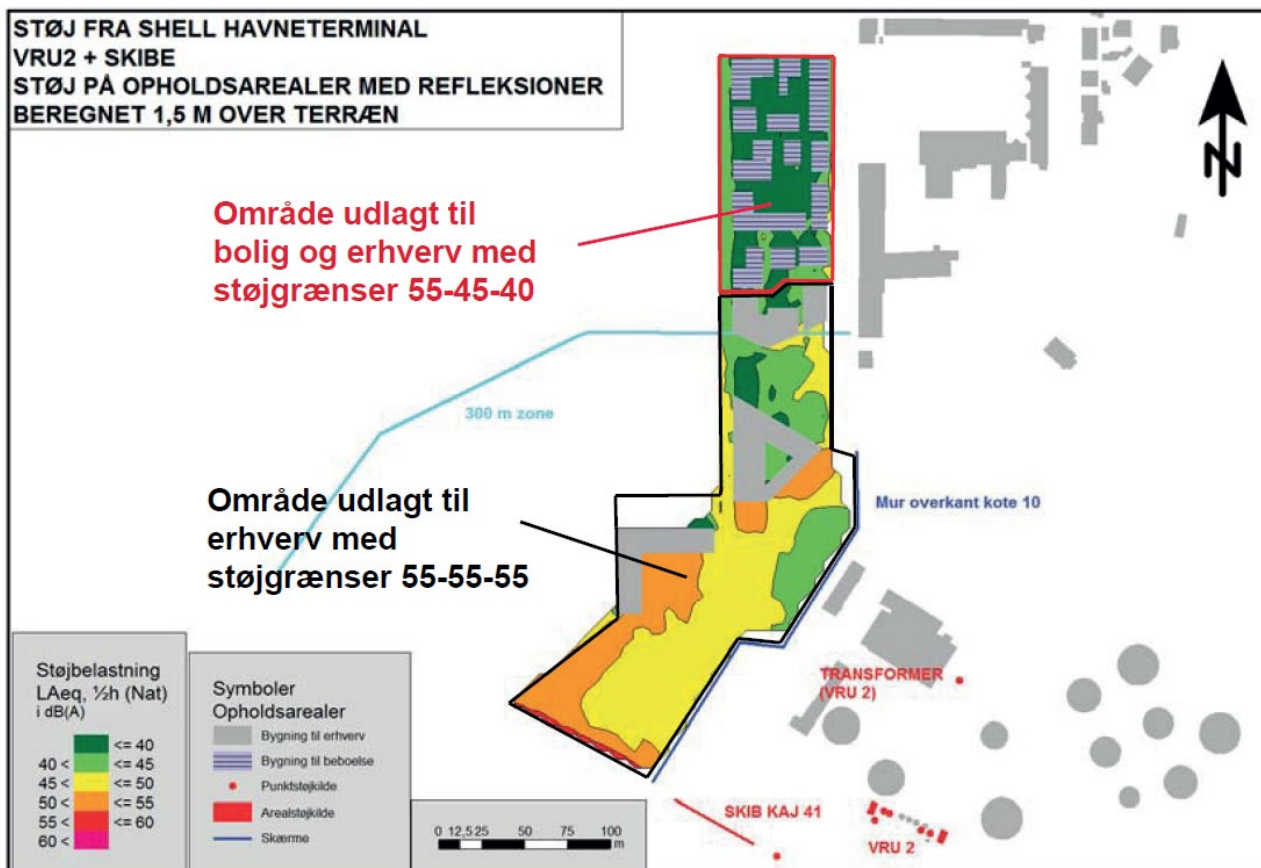 STØJ FRA SHELL HAVNETERMINAL
VRU2 + SKIBE
STØJ PÅ OPHOLDSAREALER MED REFLEKSIONER
BEREGNET 1,5 M OVER TERRÆN
N
Område udlagt til
bolig og erhverv med
støjgrænser 55-45-40
300 m zone
Område udlagt til
erhverv med
støjgrænser 55-55-55
Mur overkant kote 10
TRANSFORMER
(VRU 2)
SKIB KAJ 41
VRU 2
Støjbelastning
LAeq, ½h (Nat)
i dB(A)
<= 40
40 < <= 45
45 < <= 50
50 < <= 55
55 < <= 60
60 <
Symboler
Opholdsarealer
Bygning til erhverv
Bygning til beboelse
Punktstøjkilde
Arealstøjkilde
Skærme
0 12,5 25 50 75 100
m